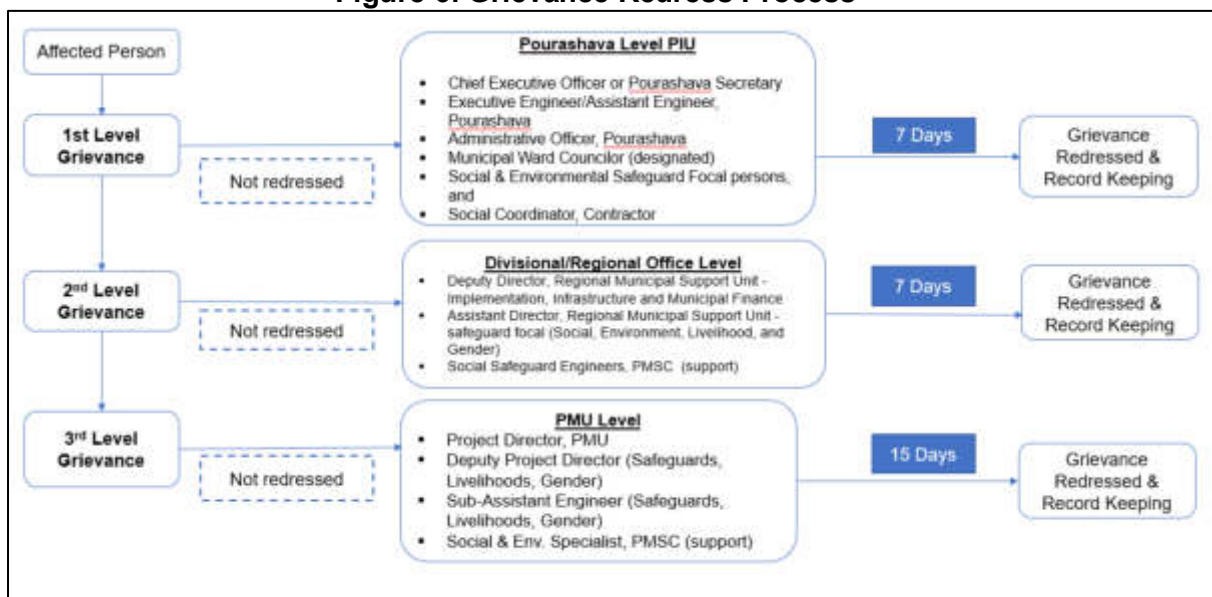 Figure 6: Grievance Redress Process
Affected Person
1st Level
Grievance
Not redressed
Pourashava Level PIU
• Chief Executive Officer or Pourashava Secretary
• Executive Engineer/Assistant Engineer,
Pourashava
• Administrative Officer, Pourashava
• Municipal Ward Councilor (designated)
• Social & Environmental Safeguard Focal persons,
and
• Social Coordinator, Contractor
7 Days
Grievance
Redressed &
Record Keeping
2nd Level
Grievance
Not redressed
Divisional/Regional Office Level
• Deputy Director, Regional Municipal Support Unit -
Implementation, Infrastructure and Municipal Finance
• Assistant Director, Regional Municipal Support Unit -
safeguard focal (Social, Environment, Livelihood, and
Gender)
• Social Safeguard Engineers, PMSC (support)
7 Days
Grievance
Redressed &
Record Keeping
3rd Level
Grievance
Not redressed
PMU Level
• Project Director, PMU
• Deputy Project Director (Safeguards,
Livelihoods, Gender)
• Sub-Assistant Engineer (Safeguards,
Livelihoods, Gender)
• Social & Env. Specialist, PMSC (support)
15 Days
Grievance
Redressed &
Record Keeping